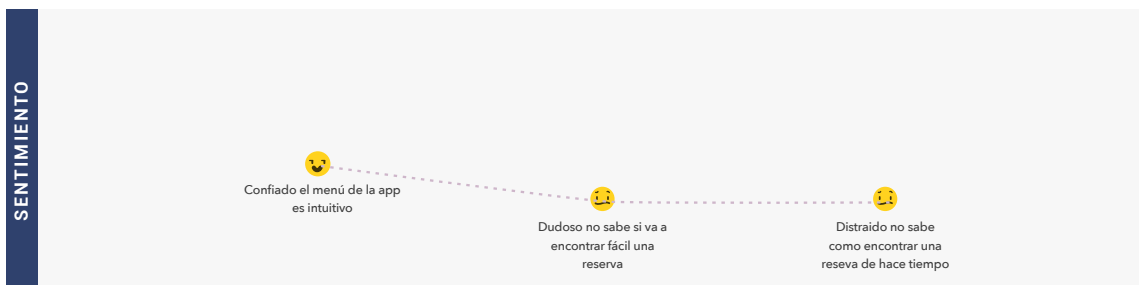 SENTIMIENTO
Confiado el menú de la app
es intuitivo
Dudoso no sabe si va a
encontrar fácil una
reserva
Distraido no sabe
como encontrar una
reseva de hace tiempo